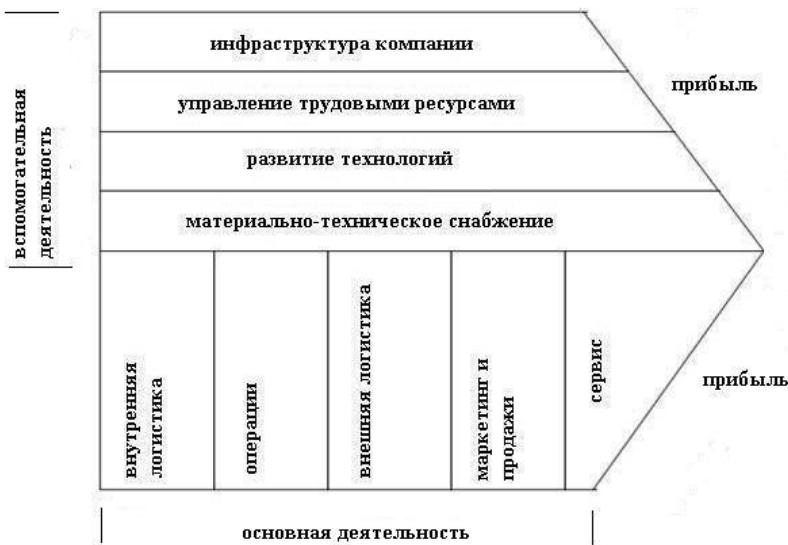 инфраструктура компании
прибыль
управление трудовыми ресурсами
развитие технологий
материально-техническое снабжение
вспомогательная
деятельность
внутренняя
логистика
операции
внешняя логистика
маркетинг и
продажи
сервис
прибыль
основная деятельность